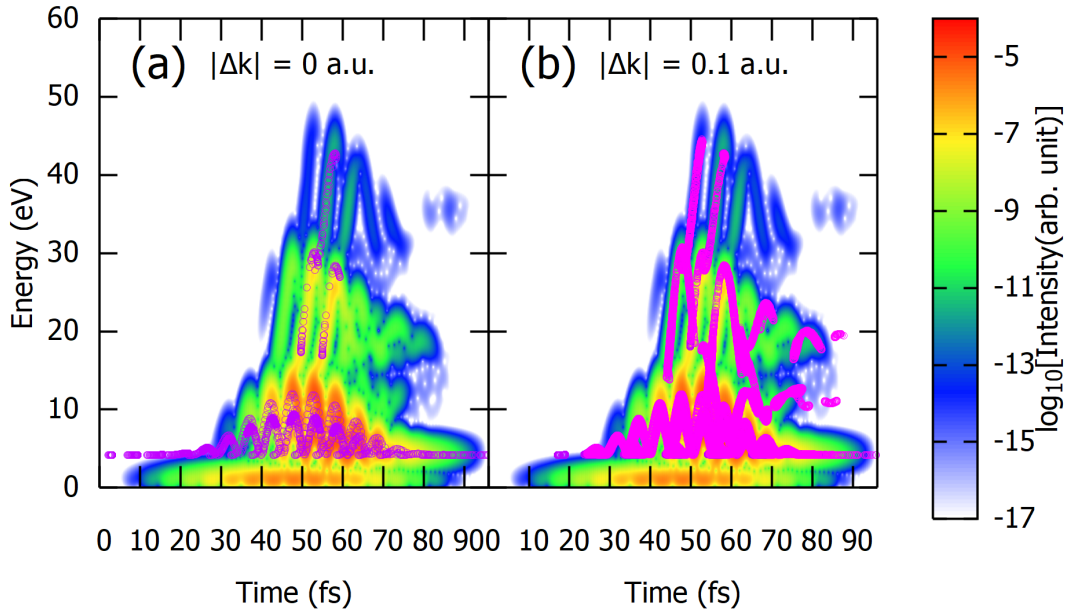 60
50
40
30
20
10
0
Energy (eV)
(a) |Δk| = 0 a.u.
(b) |Δk| = 0.1 a.u.
0 10 20 30 40 50 60 70 80 90 0
10 20 30 40 50 60 70 80 90
Time (fs)
Time (fs)
-5
-7
-9
-11
-13
-15
-17
log10[Intensity(arb. unit)]